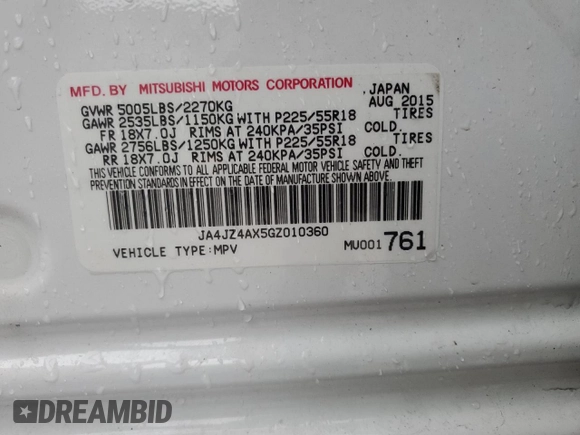 MFD. BY MITSUBISHI MOTORS CORPORATION , JAPAN
GVWR 5005LBS/2270KG AUG 2015
GAWR 2535LBS/1150KG WITH P225/55R18 TIRES
FR 18X7.0J RIMS AT 240KPA/35PSI COLD.
GAWR 2756LBS/1250KG WITH P225/55R18 TIRES
RR 18X7.0J RIMS AT 240KPA/35PSI COLD.
THIS VEHICLE CONFORMS TO ALL APPLICABLE FEDERAL MOTOR VEHICLE SAFETY AND THEFT
PREVENTION STANDARDS IN EFFECT ON THE DATE OF MANUFACTURE SHOWN ABOVE.
JA4JZ4AX5GZ010360
VEHICLE TYPE:MPV MU001761
DREAMBID